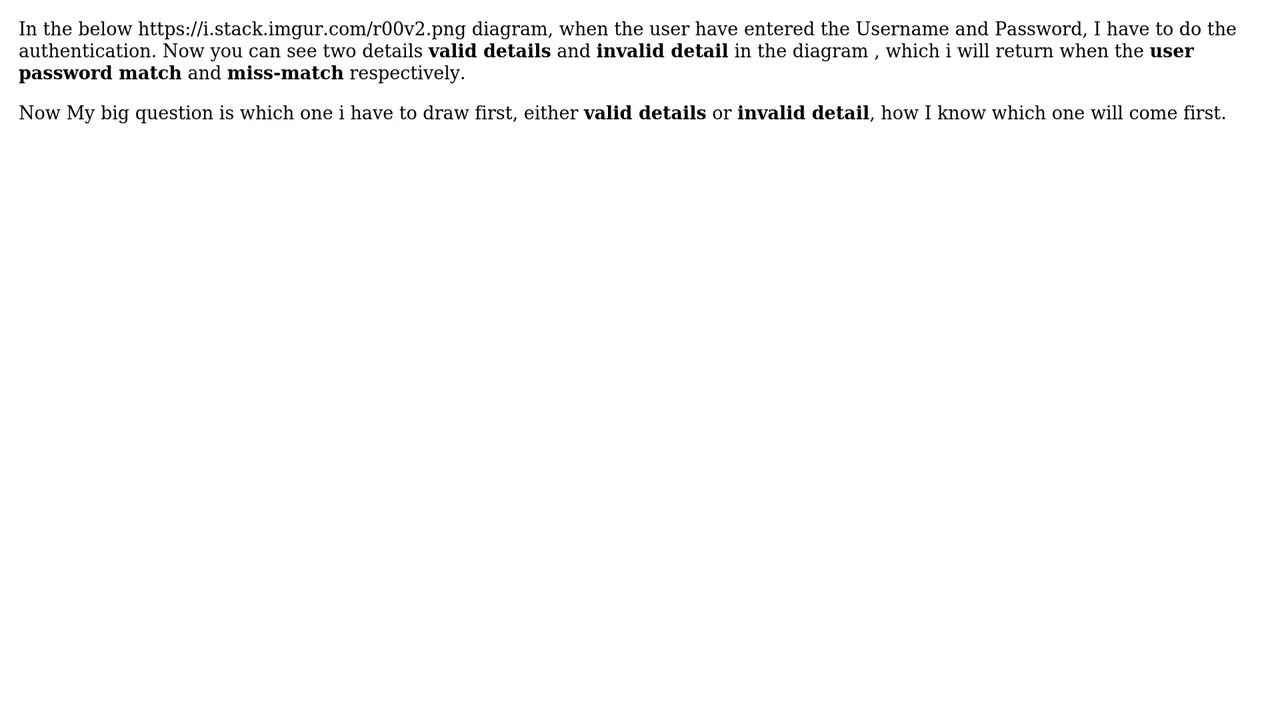 In the below https://i.stack.imgur.com/r00v2.png diagram, when the user have entered the Username and Password, I have to do the
authentication. Now you can see two details valid details and invalid detail in the diagram , which i will return when the user
password match and miss-match respectively.
Now My big question is which one i have to draw first, either valid details or invalid detail, how I know which one will come first.